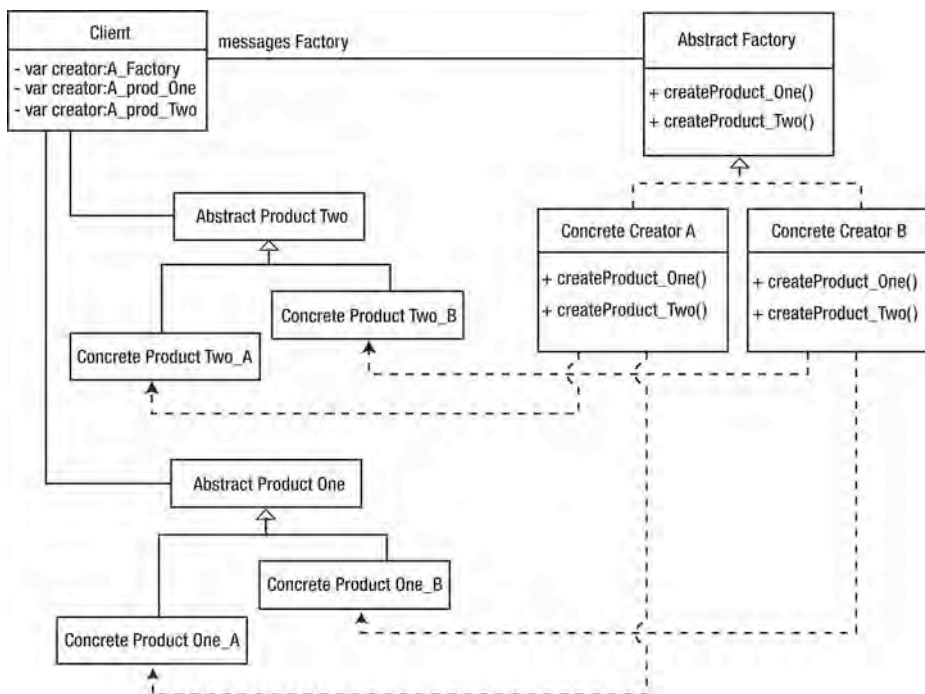 Client
- var creator:A_Factory
- var creator:A_prod_One
- var creator:A_prod_Two
messages Factory
Abstract Factory
+ createProduct_One()
+ createProduct_Two()
Abstract Product Two
Concrete Product Two_B
Concrete Product Two_A
Concrete Creator A
+ createProduct_One()
+ createProduct_Two()
Concrete Creator B
+ createProduct_One()
+ createProduct_Two()
Abstract Product One
Concrete Product One_B
Concrete Product One_A